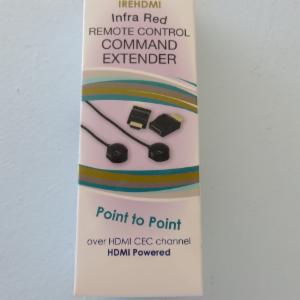 IREHDMI
Infra Red
REMOTE CONTROL
COMMAND
EXTENDER
Point to Point
over HDMI CEC channel
HDMI Powered